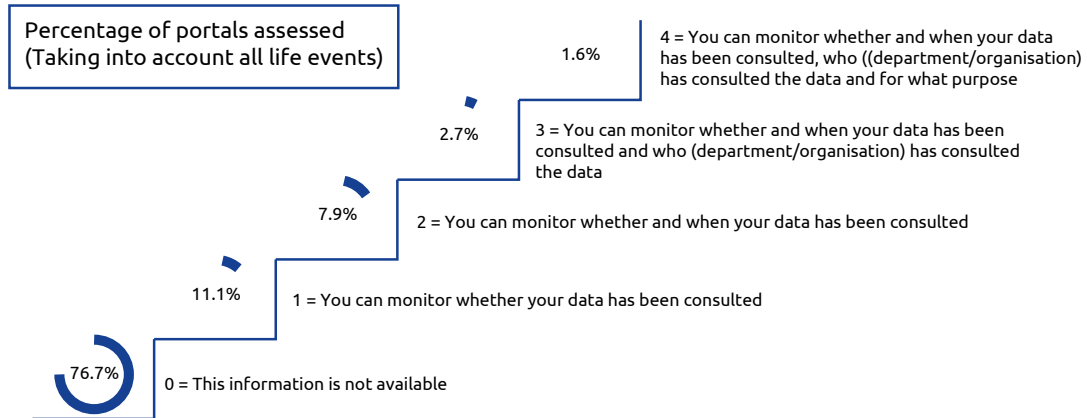 Percentage of portals assessed
(Taking into account all life events)
1.6%
4 = You can monitor whether and when your data
has been consulted, who ((department/organisation)
has consulted the data and for what purpose
2.7%
3 = You can monitor whether and when your data has been
consulted and who (department/organisation) has consulted
the data
7.9%
2 = You can monitor whether and when your data has been consulted
11.1%
1 = You can monitor whether your data has been consulted
76.7%
0 = This information is not available